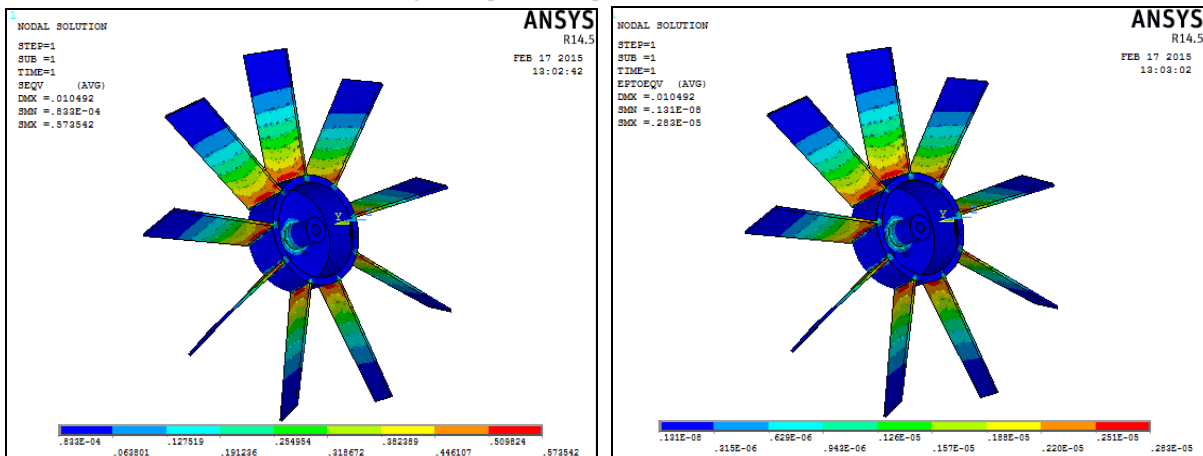 1
NODAL SOLUTION
STEP=1
SUB =1
TIME=1
SEQV (AVG)
DMX =.010492
SMN =.833E-04
SMX =.573542
ANSYS
R14.5
FEB 17 2015
13:02:42
Y
.833E-04 .127519 .254954 .382389 .509824
.063801 .191236 .318672 .446107 .573542
NODAL SOLUTION
STEP=1
SUB =1
TIME=1
EPTOEQV (AVG)
DMX =.010492
SMN =.131E-08
SMX =.283E-05
ANSYS
R14.5
FEB 17 2015
13:03:02
Y
.131E-08 .629E-06 .126E-05 .188E-05 .251E-05
.315E-06 .943E-06 .157E-05 .220E-05 .283E-05